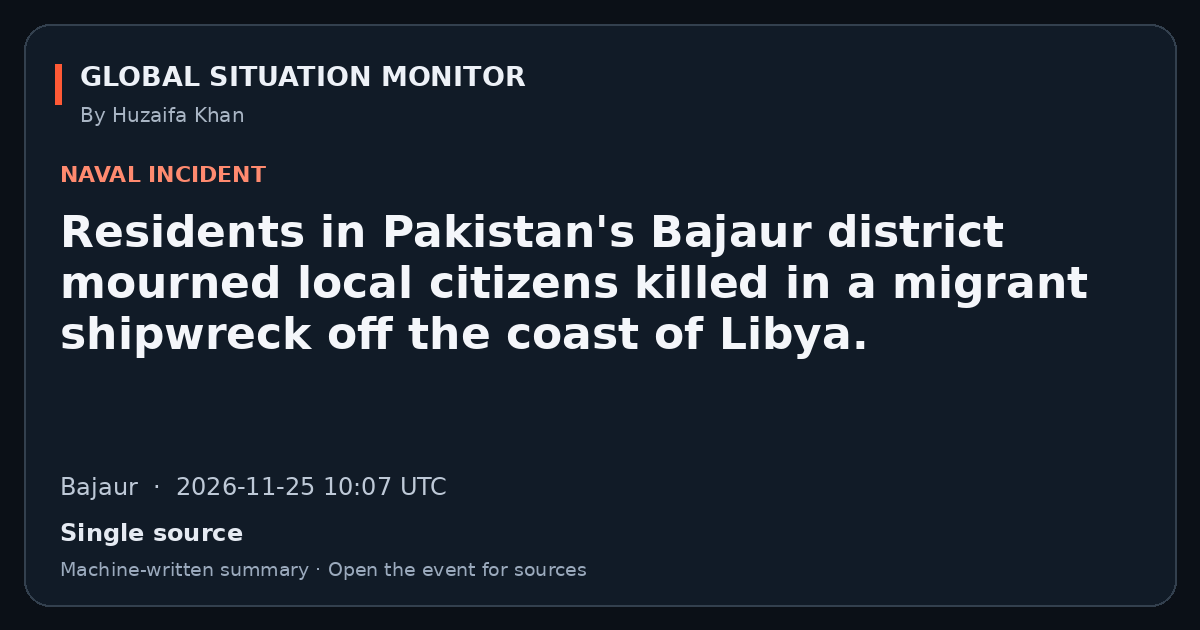 GLOBAL SITUATION MONITOR
By Huzaifa Khan
NAVAL INCIDENT
Residents in Pakistan's Bajaur district
mourned local citizens killed in a migrant
shipwreck off the coast of Libya.
Bajaur · 2026-11-25 10:07 UTC
Single source
Machine-written summary · Open the event for sources